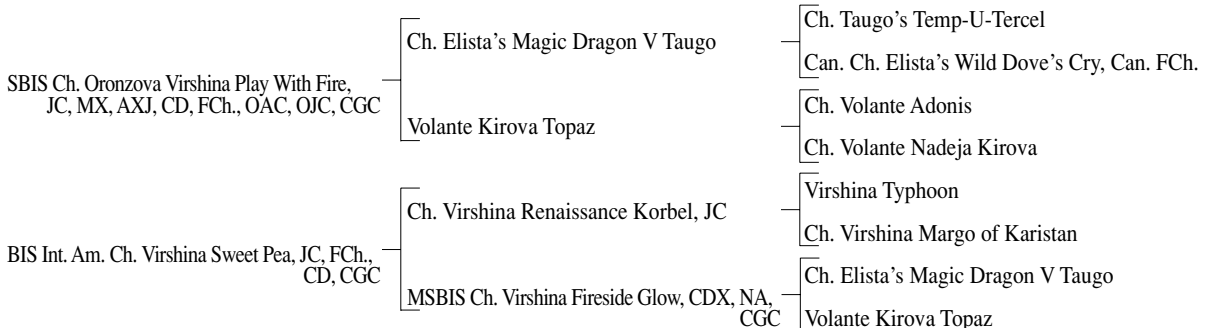 SBIS Ch. Oronzova Virshina Play With Fire,
JC, MX, AXJ, CD, FCh., OAC, OJC, CGC
BIS Int. Am. Ch. Virshina Sweet Pea, JC, FCh.,
CD, CGC
Ch. Elista’s Magic Dragon V Taugo
Volante Kirova Topaz
Ch. Virshina Renaissance Korbel, JC
MSBIS Ch. Virshina Fireside Glow, CDX, NA,
CGC
Ch. Taugo’s Temp-U-Tercel
Can. Ch. Elista’s Wild Dove’s Cry, Can. FCh.
Ch. Volante Adonis
Ch. Volante Nadeja Kirova
Virshina Typhoon
Ch. Virshina Margo of Karistan
Ch. Elista’s Magic Dragon V Taugo
Volante Kirova Topaz